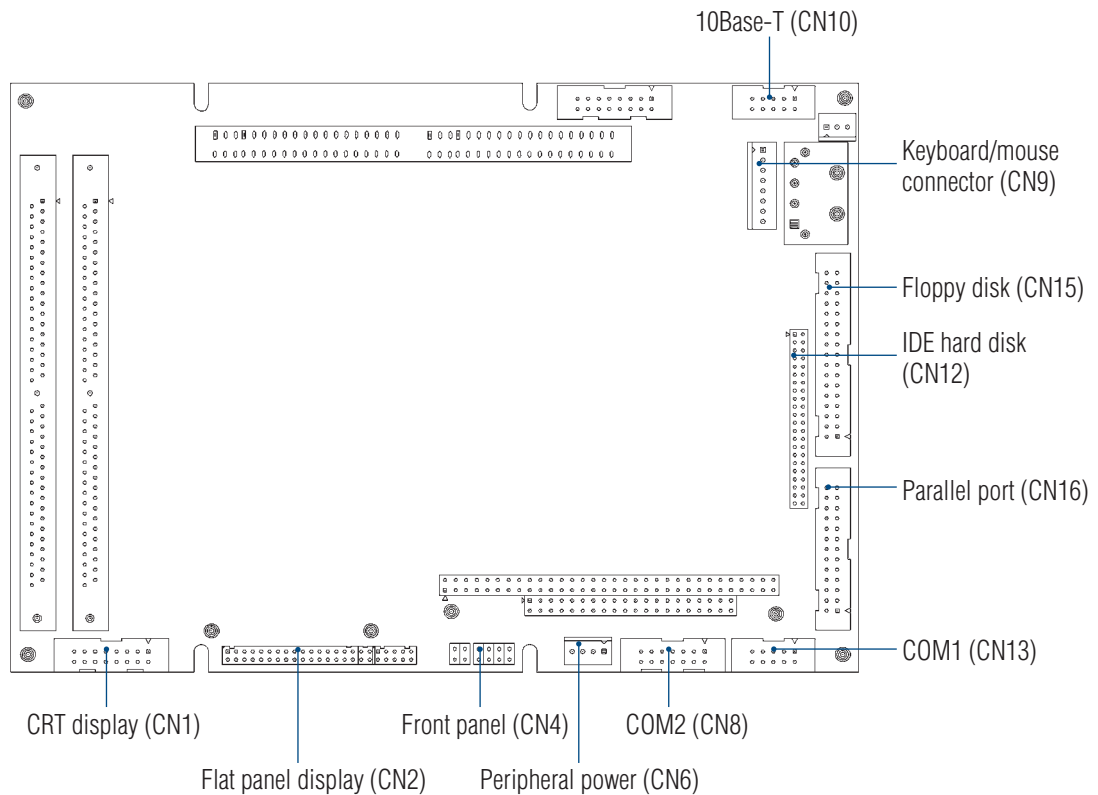 10Base-T (CN10)
Keyboard/mouse
connector (CN9)
Floppy disk (CN15)
IDE hard disk
(CN12)
Parallel port (CN16)
COM1 (CN13)
CRT display (CN1)
Front panel (CN4)
COM2 (CN8)
Flat panel display (CN2)
Peripheral power (CN6)